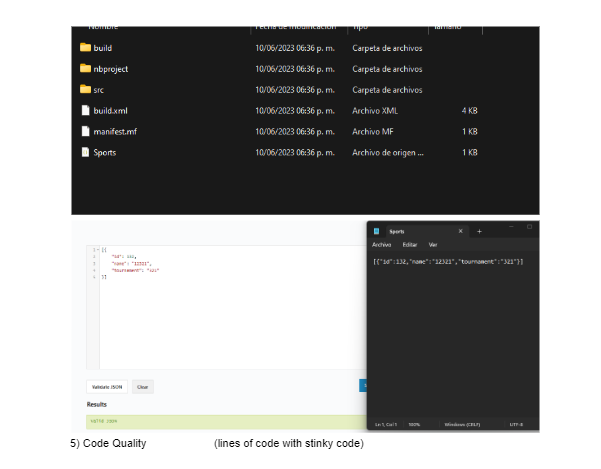 Nombre Fecha de modificación Tipo Tamaño
build 10/06/2023 06:36 p. m. Carpeta de archivos
nbproject 10/06/2023 06:36 p. m. Carpeta de archivos
src 10/06/2023 06:36 p. m. Carpeta de archivos
build.xml 10/06/2023 06:36 p. m. Archivo XML 4 KB
manifest.mf 10/06/2023 06:36 p. m. Archivo MF 1 KB
Sports 10/06/2023 06:36 p. m. Archivo de origen ... 1 KB
1 [{
2 "id": 132,
3 "name": "12321",
4 "tournament": "321"
5 }]
Validate JSON Clear
Results
Valid JSON
Sports × +
Archivo Editar Ver
[{"id":132,"name":"12321","tournament":"321"}]
Ln 1, Col 1 100% Windows (CRLF) UTF-8
5) Code Quality (lines of code with stinky code)